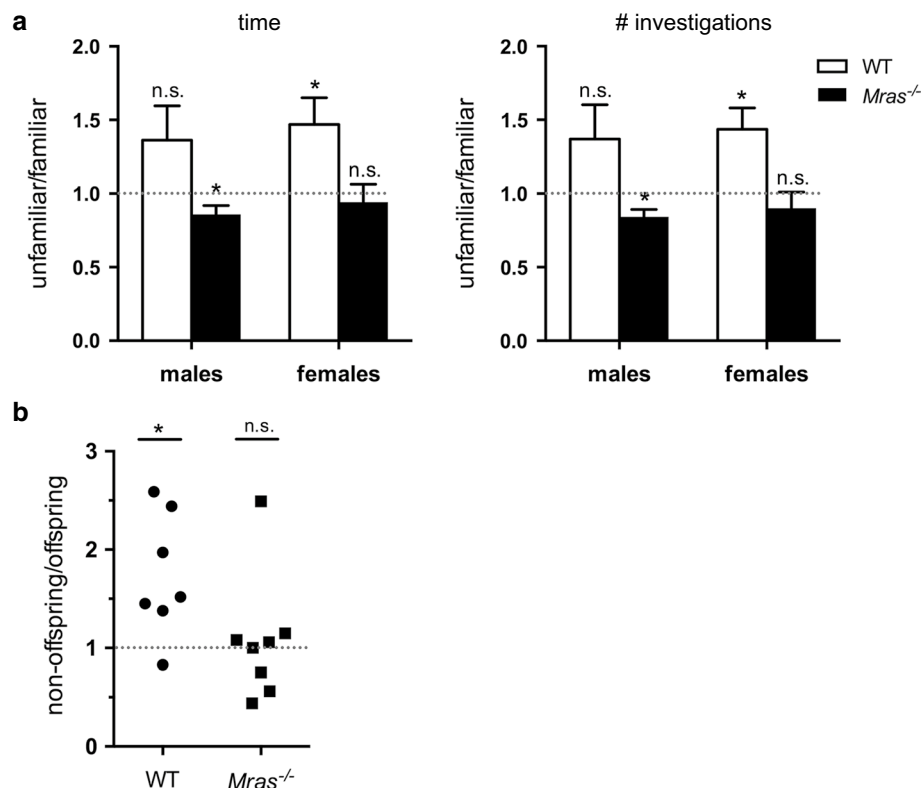 a
time
# investigations
2.0
1.5
1.0
0.5
0.0
unfamiliar/familiar
n.s.
*
*
n.s.
males
females
2.0
1.5
1.0
0.5
0.0
unfamiliar/familiar
n.s.
*
*
n.s.
males
females
WT
Mras-/-
b
*
n.s.
3
2
1
0
non-offspring/offspring
WT
Mras-/-